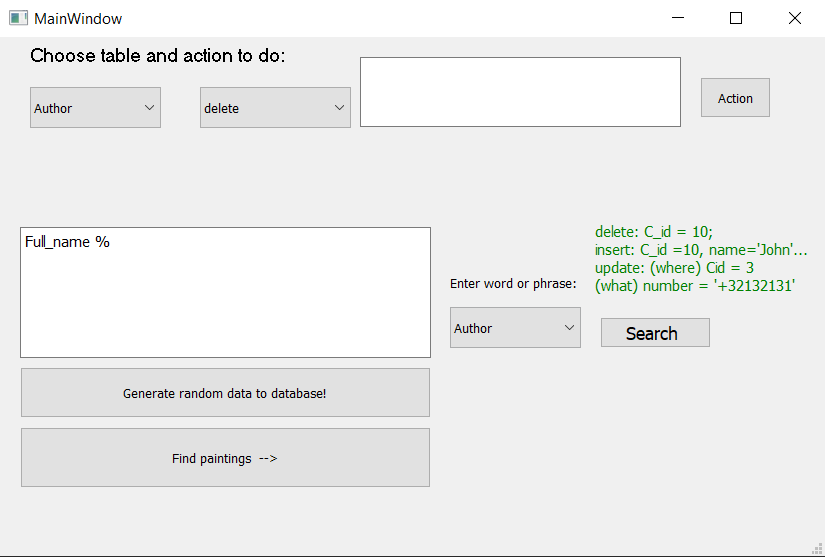 MainWindow
Choose table and action to do:
Author
delete
Action
Full_name %
delete: C_id = 10;
insert: C_id =10, name='John'...
update: (where) Cid = 3
(what) number = '+32132131'
Enter word or phrase:
Author
Search
Generate random data to database!
Find paintings -->